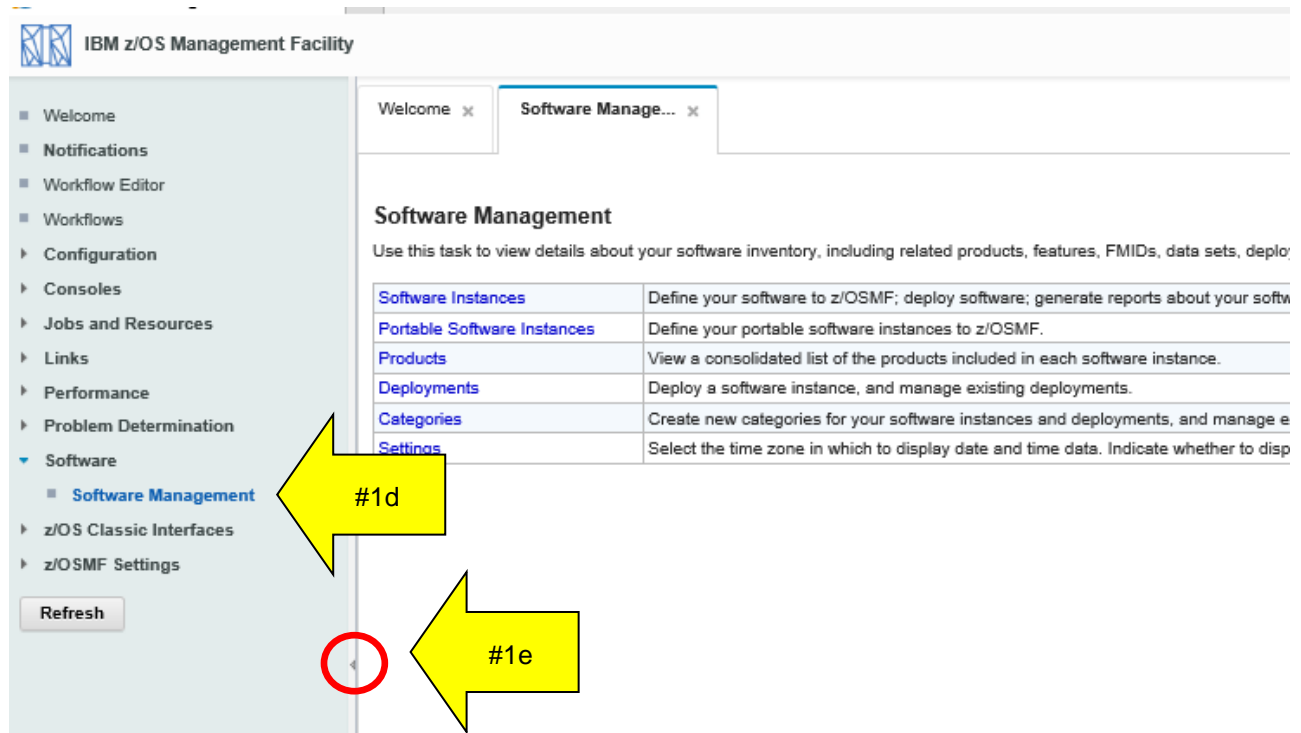 IBM z/OS Management Facility
Welcome
Notifications
Workflow Editor
Workflows
Configuration
Consoles
Jobs and Resources
Links
Performance
Problem Determination
Software
Software Management
z/OS Classic Interfaces
z/OSMF Settings
Refresh
Welcome x Software Manage... x
Software Management
Use this task to view details about your software inventory, including related products, features, FMIDs, data sets, deplo
Software Instances Define your software to z/OSMF; deploy software; generate reports about your softw
Portable Software Instances Define your portable software instances to z/OSMF.
Products View a consolidated list of the products included in each software instance.
Deployments Deploy a software instance, and manage existing deployments.
Categories Create new categories for your software instances and deployments, and manage e
Settings Select the time zone in which to display date and time data. Indicate whether to disp
#1d
#1e